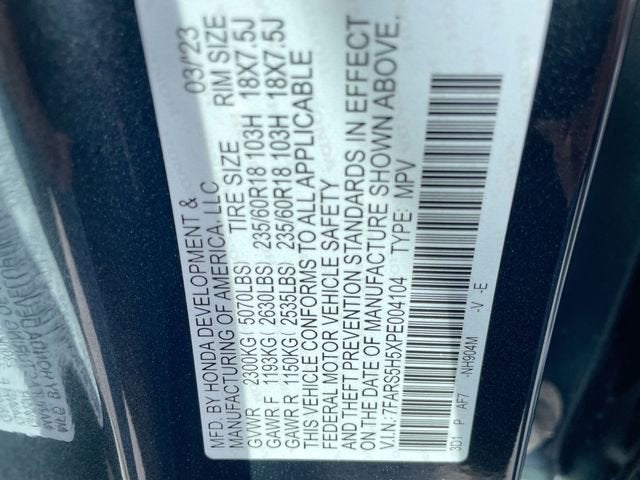 MFD. BY HONDA DEVELOPMENT & 03/'23
MANUFACTURING OF AMERICA, LLC
TIRE SIZE RIM SIZE
GVWR 2300KG( 5070LBS)
GAWR F 1193KG( 2630LBS) 235/60R18 103H 18X7.5J
GAWR R 1150KG( 2535LBS) 235/60R18 103H 18X7.5J
THIS VEHICLE CONFORMS TO ALL APPLICABLE
FEDERAL MOTOR VEHICLE SAFETY
AND THEFT PREVENTION STANDARDS IN EFFECT
ON THE DATE OF MANUFACTURE SHOWN ABOVE.
V.I.N.: 7FARS5H5XPE004104 TYPE: MPV
3D1 P AF7 -NH904M -V -E